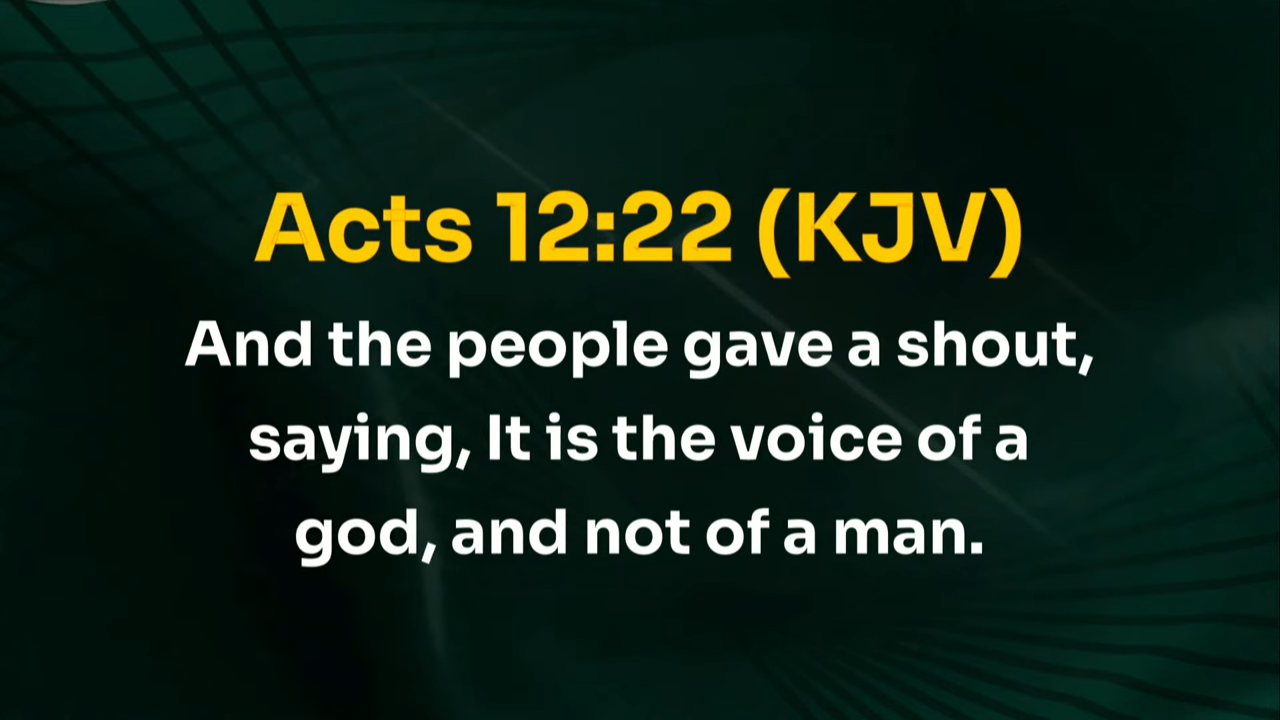 Acts 12:22 (KJV)
And the people gave a shout,
saying, It is the voice of a
god, and not of a man.